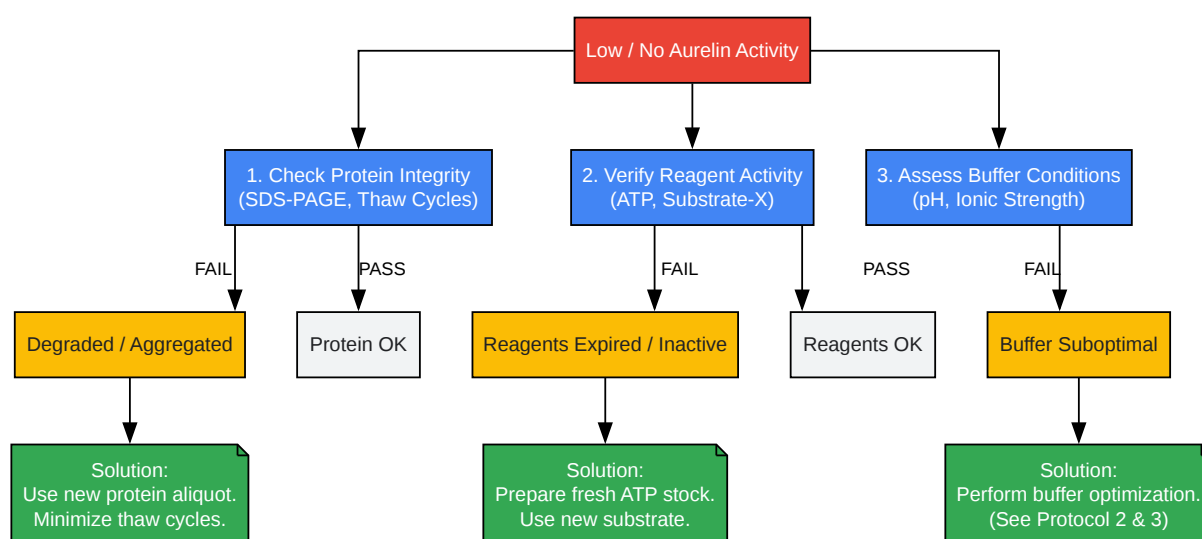 Low / No Aurelin Activity
1. Check Protein Integrity
(SDS-PAGE, Thaw Cycles)
2. Verify Reagent Activity
(ATP, Substrate-X)
3. Assess Buffer Conditions
(pH, Ionic Strength)
FAIL
PASS
FAIL
PASS
FAIL
Degraded / Aggregated
Protein OK
Reagents Expired / Inactive
Reagents OK
Buffer Suboptimal
Solution:
Use new protein aliquot.
Minimize thaw cycles.
Solution:
Prepare fresh ATP stock.
Use new substrate.
Solution:
Perform buffer optimization.
(See Protocol 2 & 3)